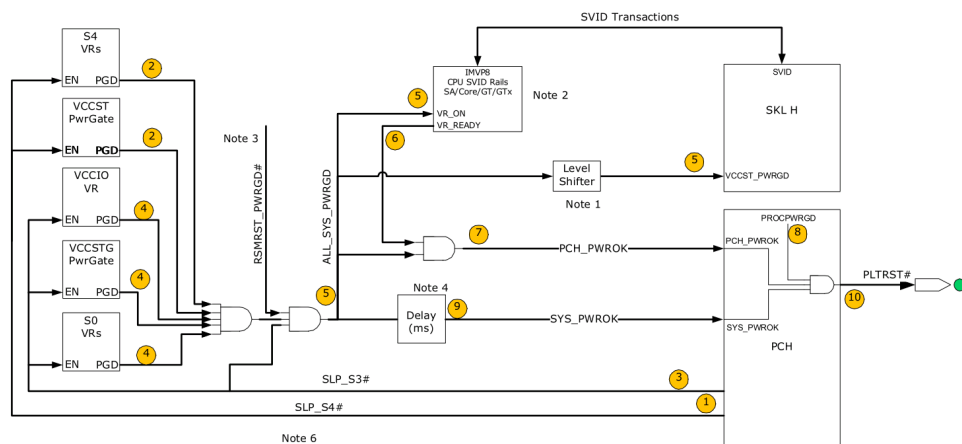 SVID Transactions
S4
VRs
EN PGD
2
VCCST
PwrGate
EN PGD
2
VCCIO
VR
EN PGD
4
VCCSTG
PwrGate
EN PGD
4
S0
VRs
EN PGD
4
Note 3
RSMRST_PWRGD#
ALL_SYS_PWRGD
5
IMVP8
CPU SVID Rails
SA/Core/GT/GTx
VR_ON
VR_READY
Note 2
5
6
SVID
SKL H
VCCST_PWRGD
Level
Shifter
Note 1
5
7
PCH_PWROK
Note 4
Delay
(ms)
9
SYS_PWROK
PROCPWRGD
8
PCH_PWROK
SYS_PWROK
PCH
PLTRST#
10
SLP_S3#
3
SLP_S4#
1
Note 6